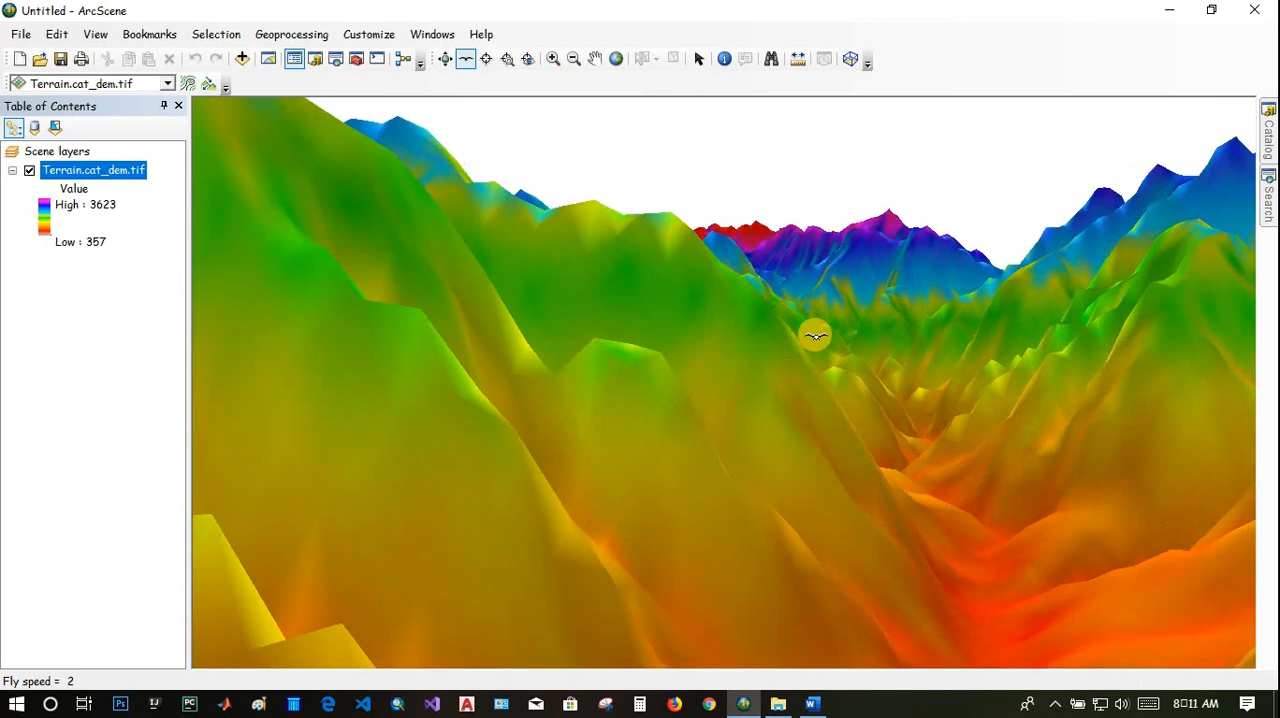 Untitled - ArcScene
File Edit View Bookmarks Selection Geoprocessing Customize Windows Help
Terrain.cat_dem.tif
Table of Contents
Scene layers
Terrain.cat_dem.tif
Value
High : 3623
Low : 357
Catalog
Search
Fly speed = 2
8:11 AM